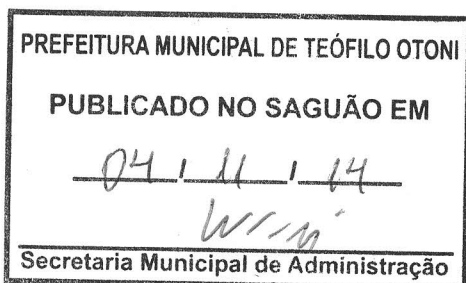 PREFEITURA MUNICIPAL DE TEÓFILO OTONI
PUBLICADO NO SAGUÃO EM
04 / 11 / 14
Secretaria Municipal de Administração